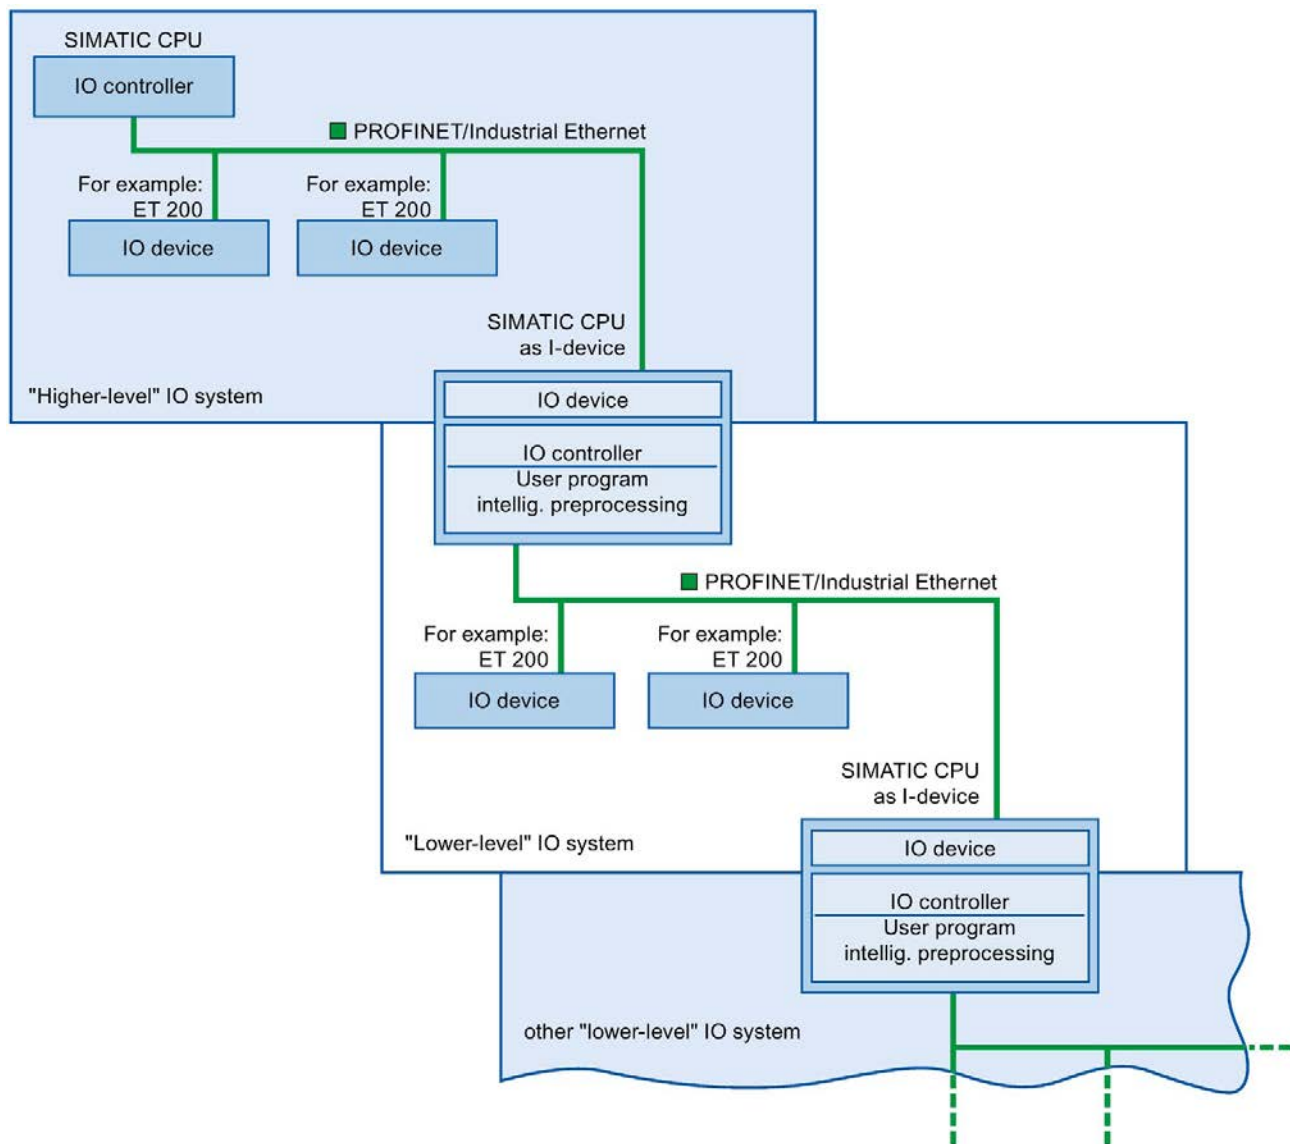 SIMATIC CPU
IO controller
PROFINET/Industrial Ethernet
For example:
ET 200
IO device
For example:
ET 200
IO device
SIMATIC CPU
as I-device
"Higher-level" IO system
IO device
IO controller
User program
intellig. preprocessing
PROFINET/Industrial Ethernet
For example:
ET 200
IO device
For example:
ET 200
IO device
SIMATIC CPU
as I-device
"Lower-level" IO system
IO device
IO controller
User program
intellig. preprocessing
other "lower-level" IO system